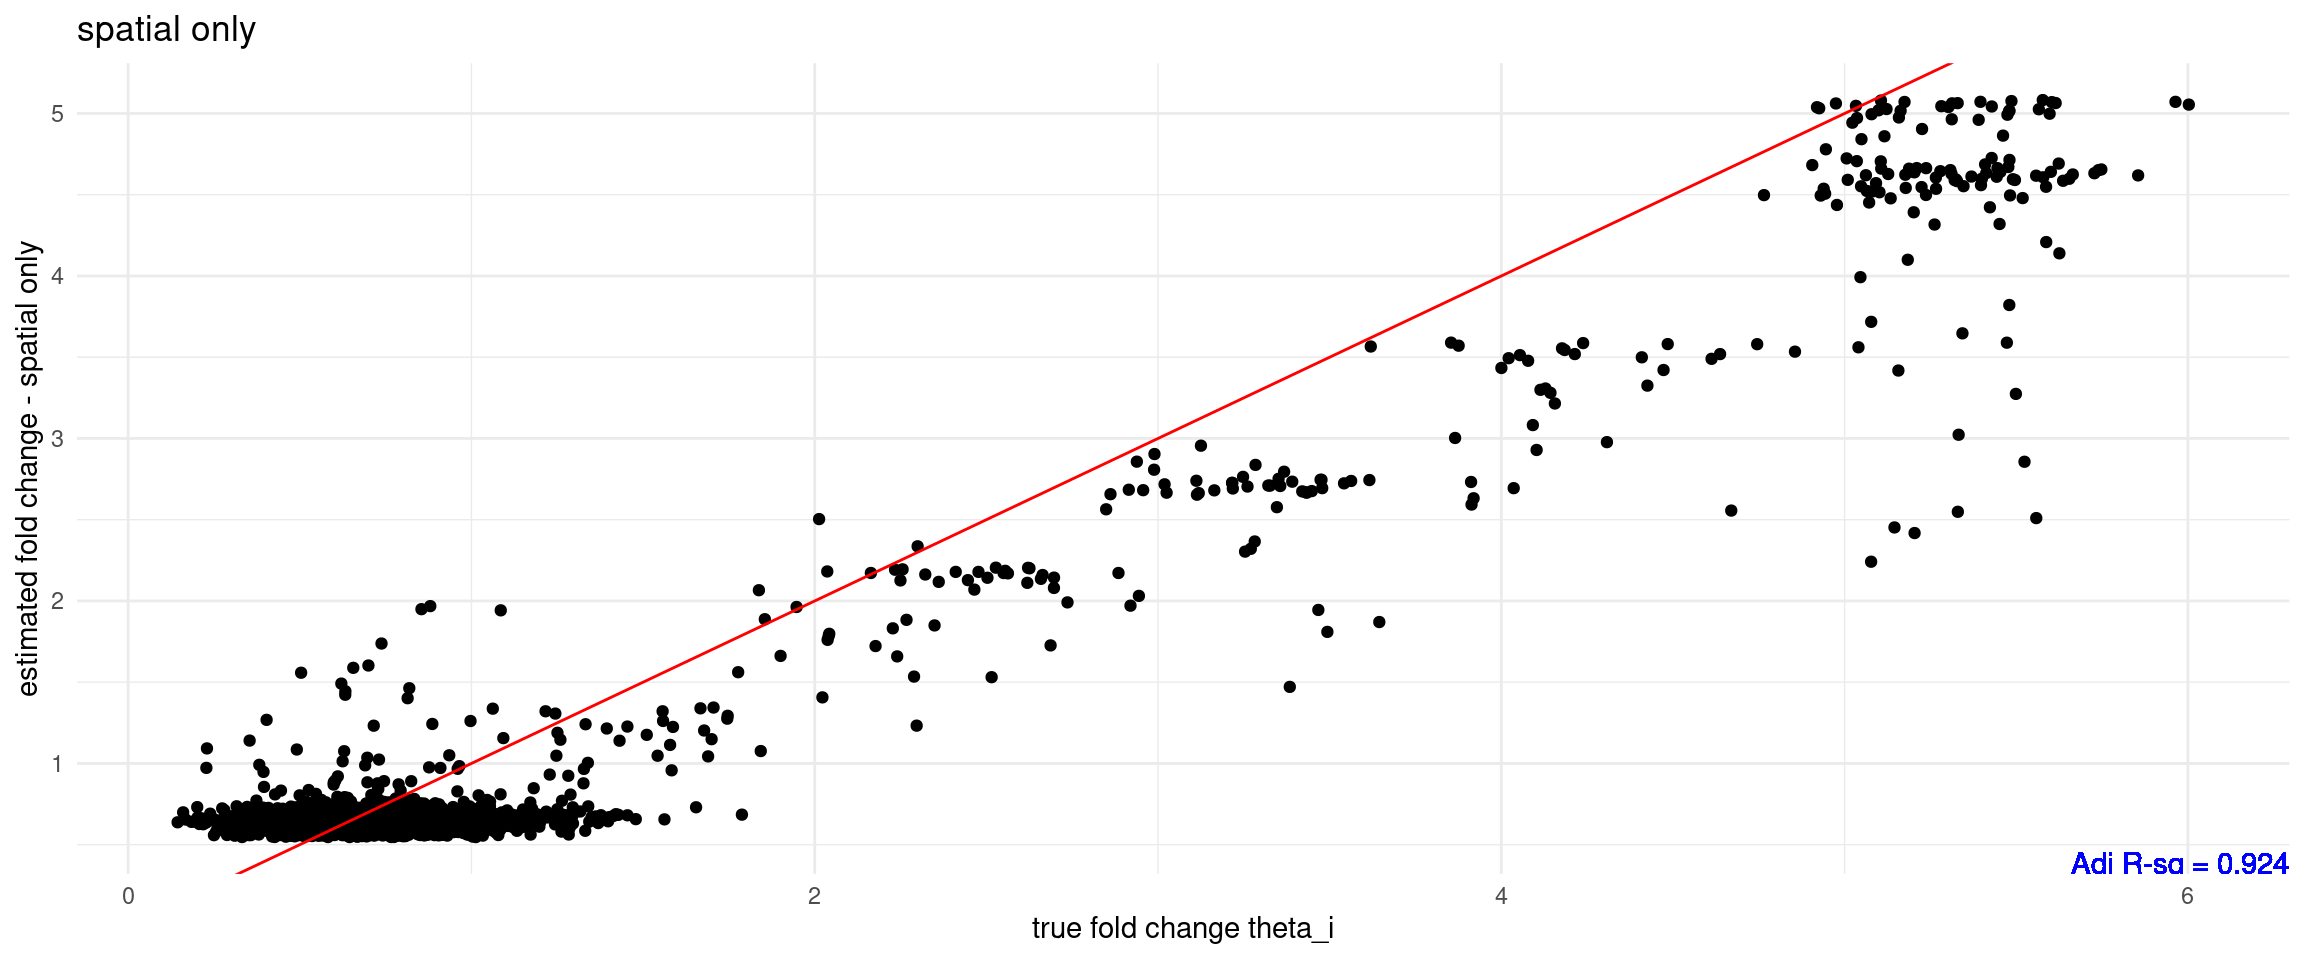 spatial only
estimated fold change - spatial only
5
4
3
2
1
0
2
4
6
Adj R-sq = 0.924
true fold change theta_i